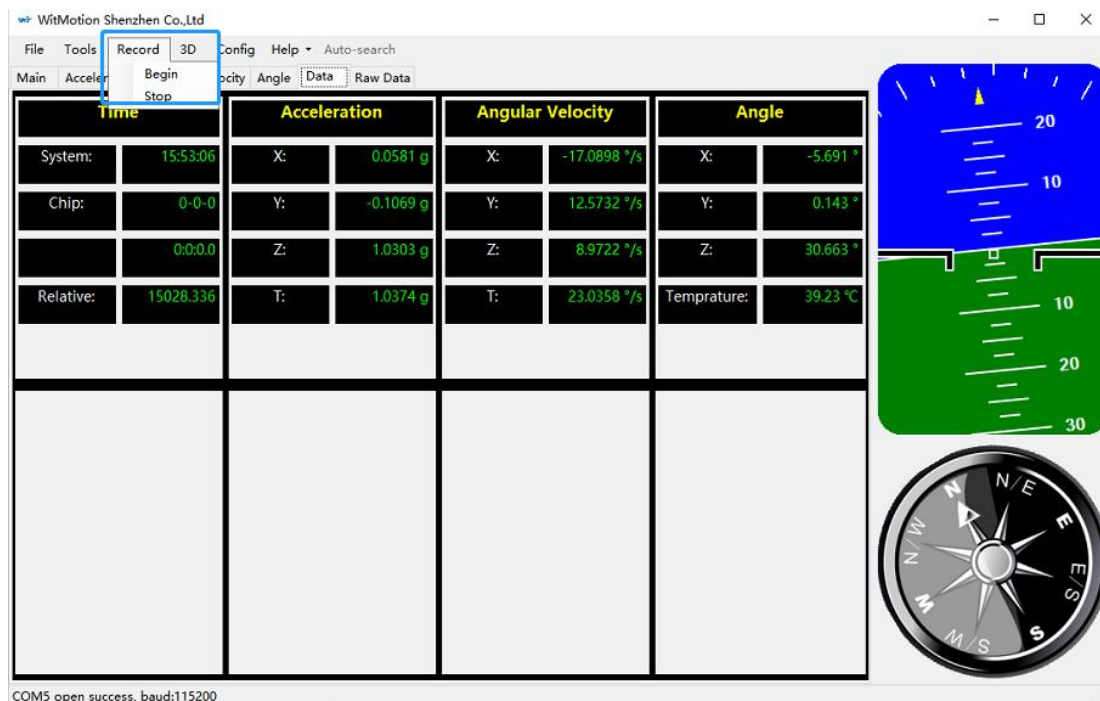 WitMotion Shenzhen Co.,Ltd
File Tools Record 3D Config Help Auto-search
Main Acceler ocity Angle Data Raw Data
Begin
Stop
Time Acceleration Angular Velocity Angle
System: 15:53:06 X: 0.0581 g X: -17.0898 °/s X: -5.691 °
Chip: 0-0-0 Y: -0.1069 g Y: 12.5732 °/s Y: 0.143 °
0:0:0.0 Z: 1.0303 g Z: 8.9722 °/s Z: 30.663 °
Relative: 15028.336 T: 1.0374 g T: 23.0358 °/s Temprature: 39.23 °C
20
10
10
20
30
N N/E E E/S S W/S W N/W
COM5 open success, baud:115200